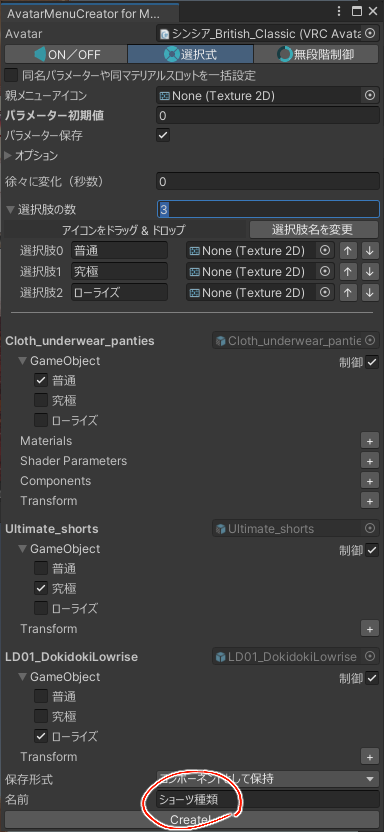 AvatarMenuCreator for M...
Avatar シンシア_British_Classic (VRC Avata
ON／OFF 選択式 無段階制御
同名パラメーターや同マテリアルスロットを一括設定
親メニューアイコン None (Texture 2D)
パラメーター初期値 0
パラメーター保存
オプション
徐々に変化（秒数） 0
選択肢の数 3
アイコンをドラッグ & ドロップ 選択肢名を変更
選択肢0 普通 None (Texture 2D) ↑ ↓
選択肢1 究極 None (Texture 2D) ↑ ↓
選択肢2 ローライズ None (Texture 2D) ↑ ↓
Cloth_underwear_panties Cloth_underwear_pantie
GameObject 制御
普通
究極
ローライズ
Materials +
Shader Parameters +
Components +
Transform +
Ultimate_shorts Ultimate_shorts
GameObject 制御
普通
究極
ローライズ
Transform +
LD01_DokidokiLowrise LD01_DokidokiLowrise
GameObject 制御
普通
究極
ローライズ
Transform +
保存形式 コンポーネントとして保持
名前 ショーツ種類
Create!